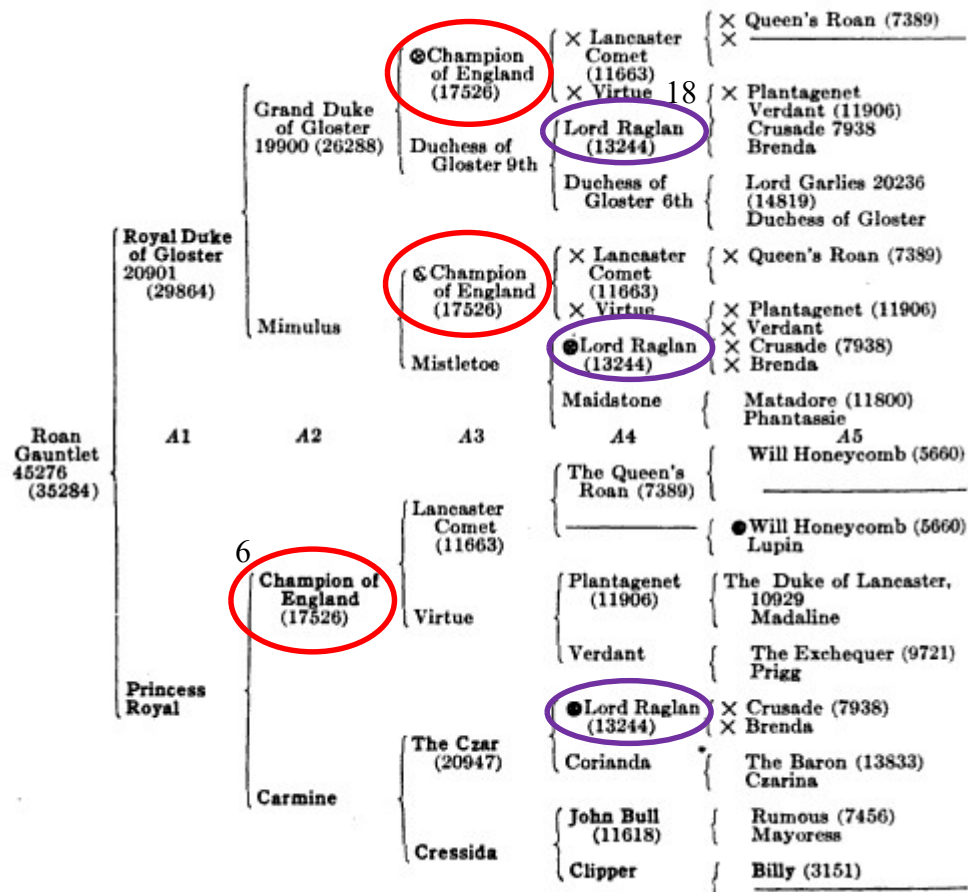 Roan
Gauntlet
45276
(35284)
Royal Duke
of Gloster
20901
(29864)
A1
Princess
Royal
Grand Duke
of Gloster
19900 (26288)
Mimulus
A2
6
Champion of
England
(17526)
Carmine
Champion
of England
(17526)
Duchess of
Gloster 9th
Champion
of England
(17526)
Mistletoe
A3
Lancaster
Comet
(11663)
Virtue
The Czar
(20947)
Cressida
× Lancaster
Comet
(11663)
× Virtue
18
Lord Raglan
(13244)
Duchess of
Gloster 6th
× Lancaster
Comet
(11663)
× Virtue
Lord Raglan
(13244)
Maidstone
A4
The Queen's
Roan (7389)
Plantagenet
(11906)
Verdant
Lord Raglan
(13244)
Corianda
John Bull
(11618)
Clipper
× Queen's Roan (7389)
×
× Plantagenet
Verdant (11906)
Crusade 7938
Brenda
Lord Garlies 20236
(14819)
Duchess of Gloster
× Queen's Roan (7389)
× Plantagenet (11906)
× Verdant
× Crusade (7938)
× Brenda
Matadore (11800)
Phantassie
A5
Will Honeycomb (5660)
Will Honeycomb (5660)
Lupin
The Duke of Lancaster,
10929
Madaline
The Exchequer (9721)
Prigg
× Crusade (7938)
× Brenda
The Baron (13833)
Czarina
Rumous (7456)
Mayoress
Billy (3151)